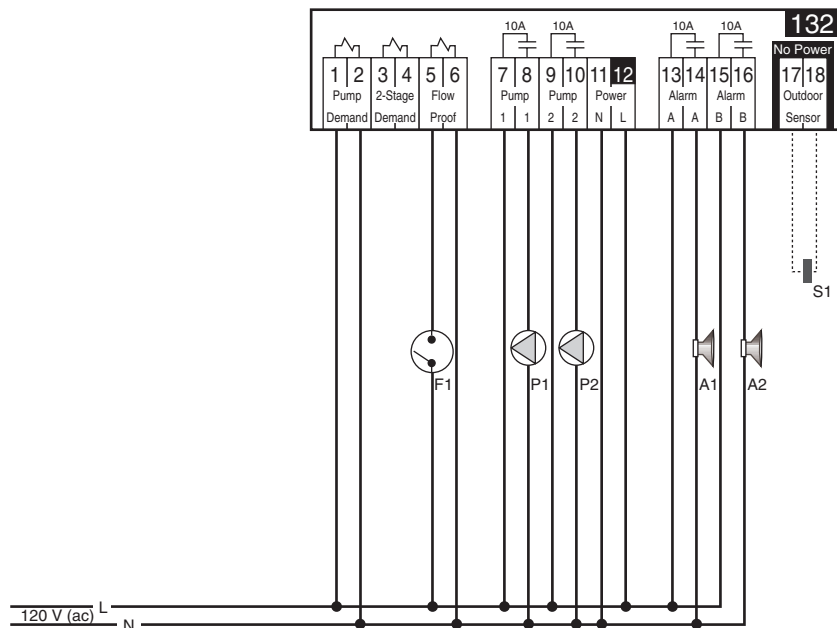 132
10A 10A 10A 10A No Power
1 2 3 4 5 6 7 8 9 10 11 12 13 14 15 16 17 18
Pump 2-Stage Flow Pump Pump Power Alarm Alarm Outdoor
Demand Demand Proof 1 1 2 2 N L A A B B Sensor
S1
F1 P1 P2 A1 A2
L
120 V (ac)
N